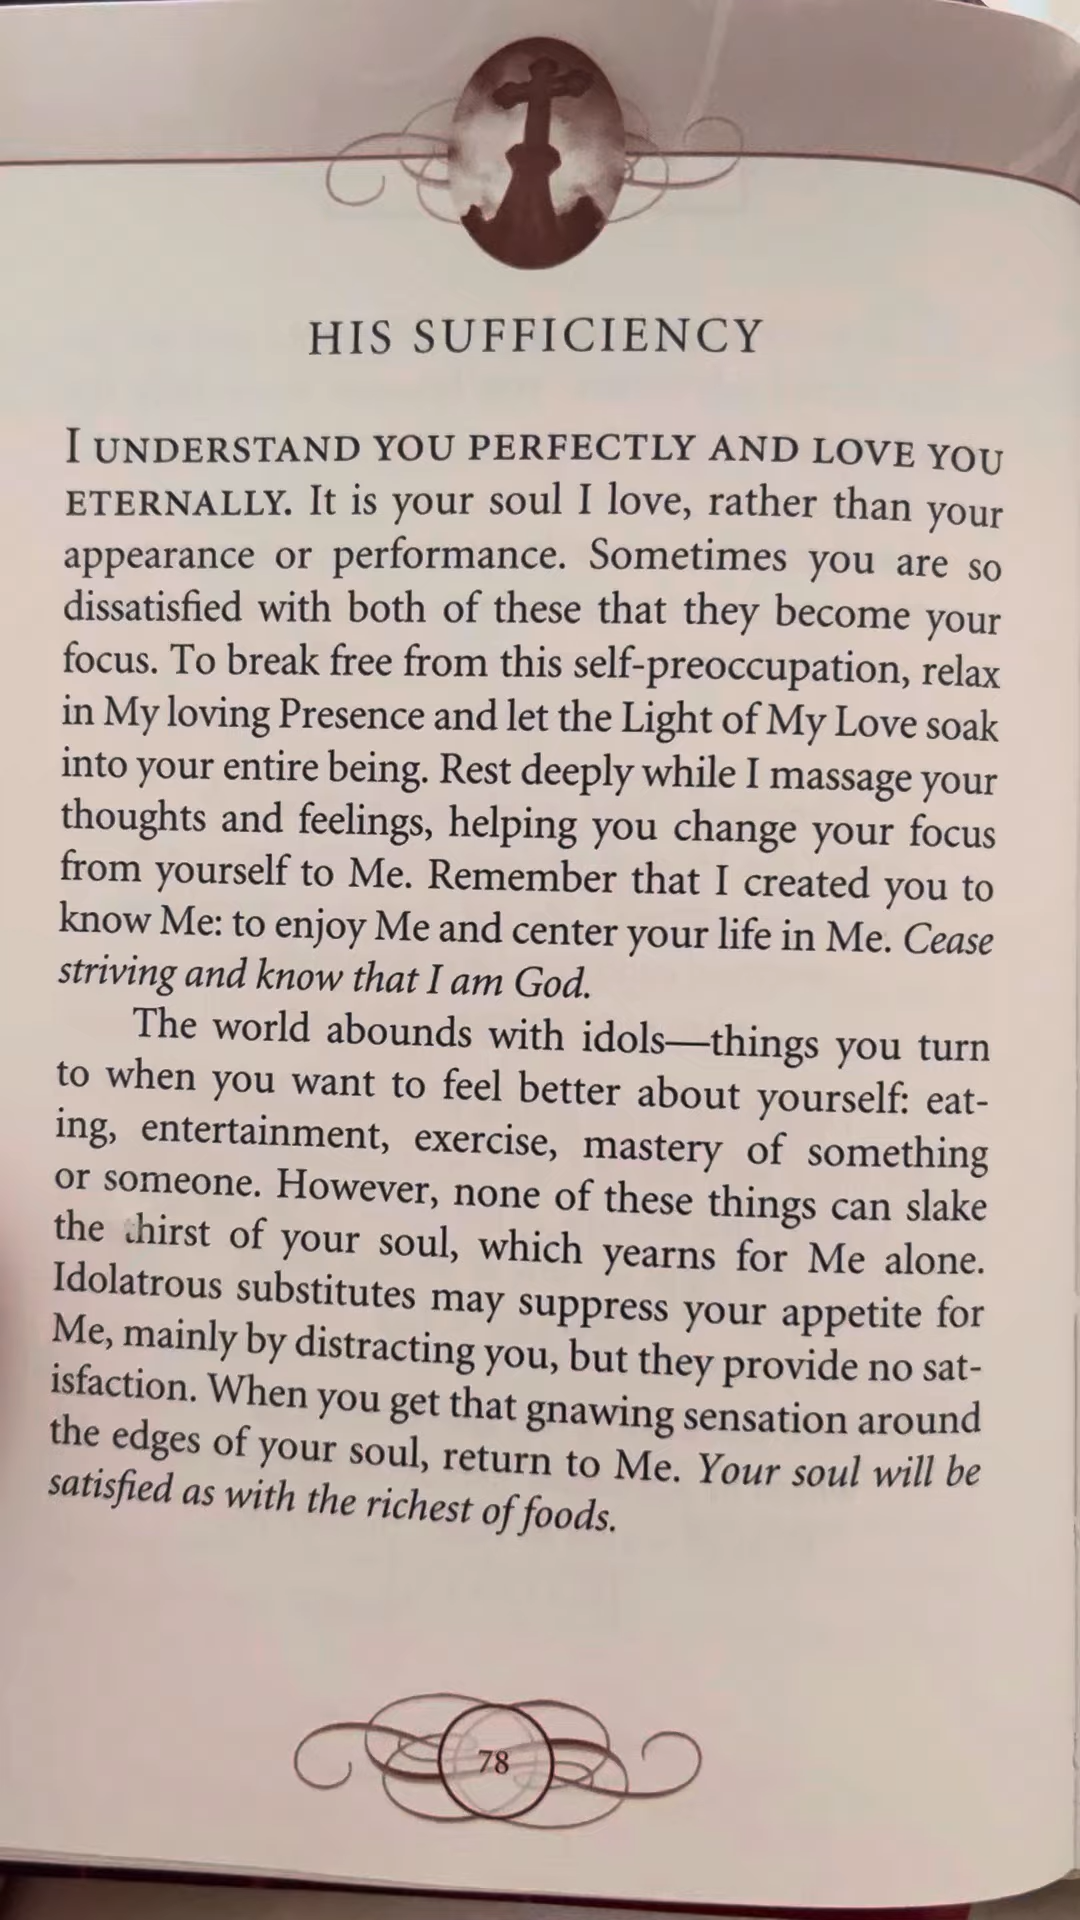 HIS SUFFICIENCY
I UNDERSTAND YOU PERFECTLY AND LOVE YOU
ETERNALLY. It is your soul I love, rather than your
appearance or performance. Sometimes you are so
dissatisfied with both of these that they become your
focus. To break free from this self-preoccupation, relax
in My loving Presence and let the Light of My Love soak
into your entire being. Rest deeply while I massage your
thoughts and feelings, helping you change your focus
from yourself to Me. Remember that I created you to
know Me: to enjoy Me and center your life in Me. Cease
striving and know that I am God.
The world abounds with idols—things you turn
to when you want to feel better about yourself: eat-
ing, entertainment, exercise, mastery of something
or someone. However, none of these things can slake
the thirst of your soul, which yearns for Me alone.
Idolatrous substitutes may suppress your appetite for
Me, mainly by distracting you, but they provide no sat-
isfaction. When you get that gnawing sensation around
the edges of your soul, return to Me. Your soul will be
satisfied as with the richest of foods.
78